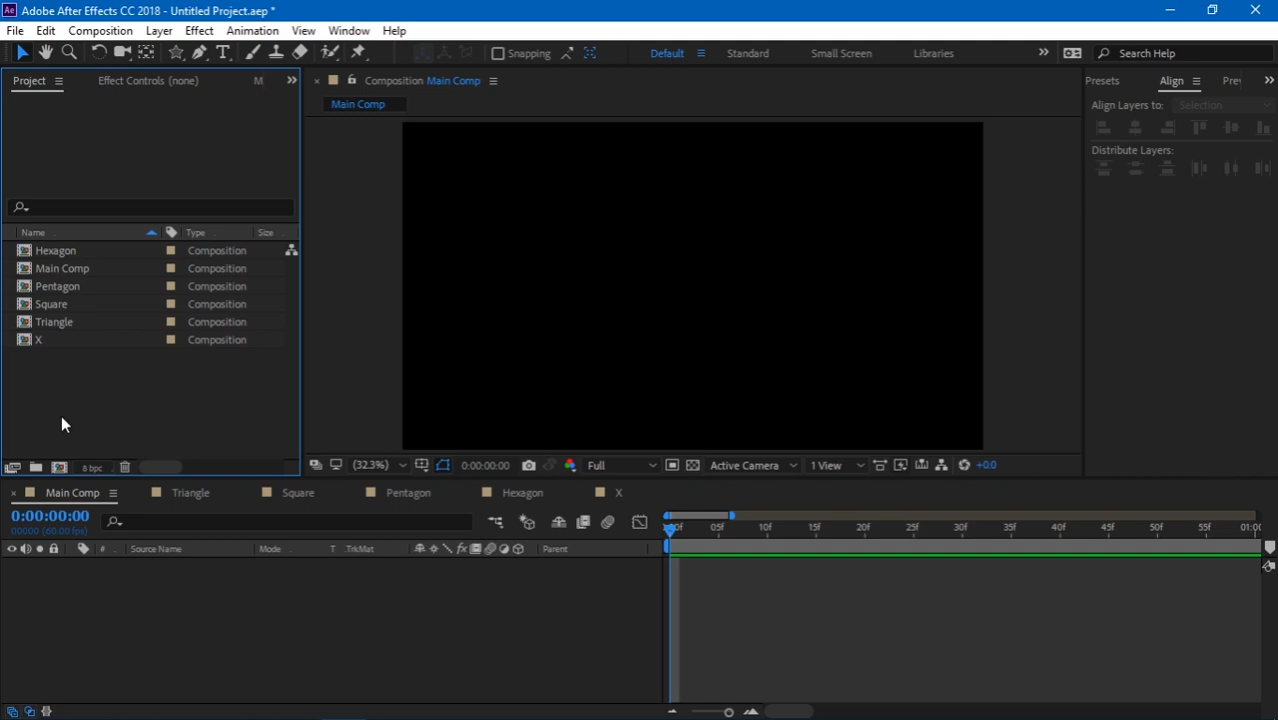 Ae Adobe After Effects CC 2018 - Untitled Project.aep *
File Edit Composition Layer Effect Animation View Window Help
T Snapping Default Standard Small Screen Libraries Search Help
Project Effect Controls (none) M Composition Main Comp Presets Align Prev
Main Comp Align Layers to: Selection
Distribute Layers:
Name Type Size
Hexagon Composition
Main Comp Composition
Pentagon Composition
Square Composition
Triangle Composition
X Composition
8 bpc (32.3%) 0:00:00:00 Full Active Camera 1 View +0.0
Main Comp Triangle Square Pentagon Hexagon X
0:00:00:00
00000 (60.00 fps) :00f 05f 10f 15f 20f 25f 30f 35f 40f 45f 50f 55f 01:00
# Source Name Mode T .TrkMat fx Parent